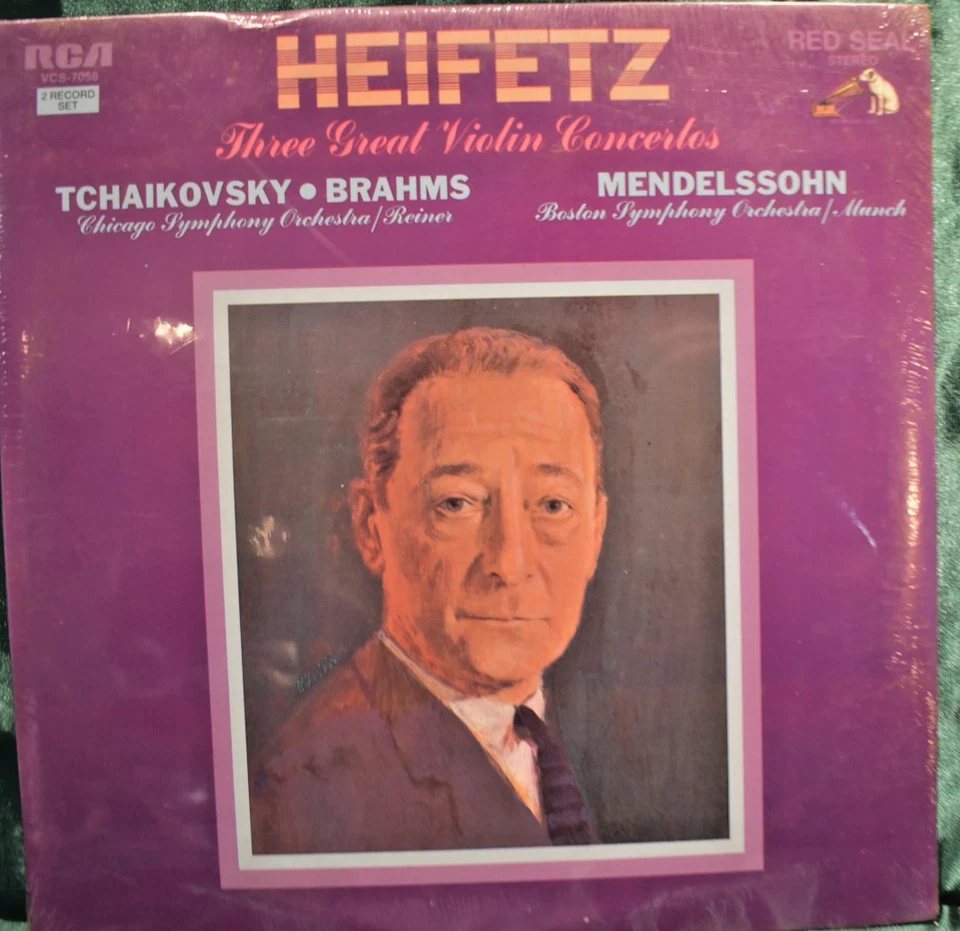 RCA
VCS-7058
2 RECORD
SET
HEIFETZ
RED SEAL
STEREO
Three Great Violin Concertos
TCHAIKOVSKY • BRAHMS
Chicago Symphony Orchestra/Reiner
MENDELSSOHN
Boston Symphony Orchestra/Munch